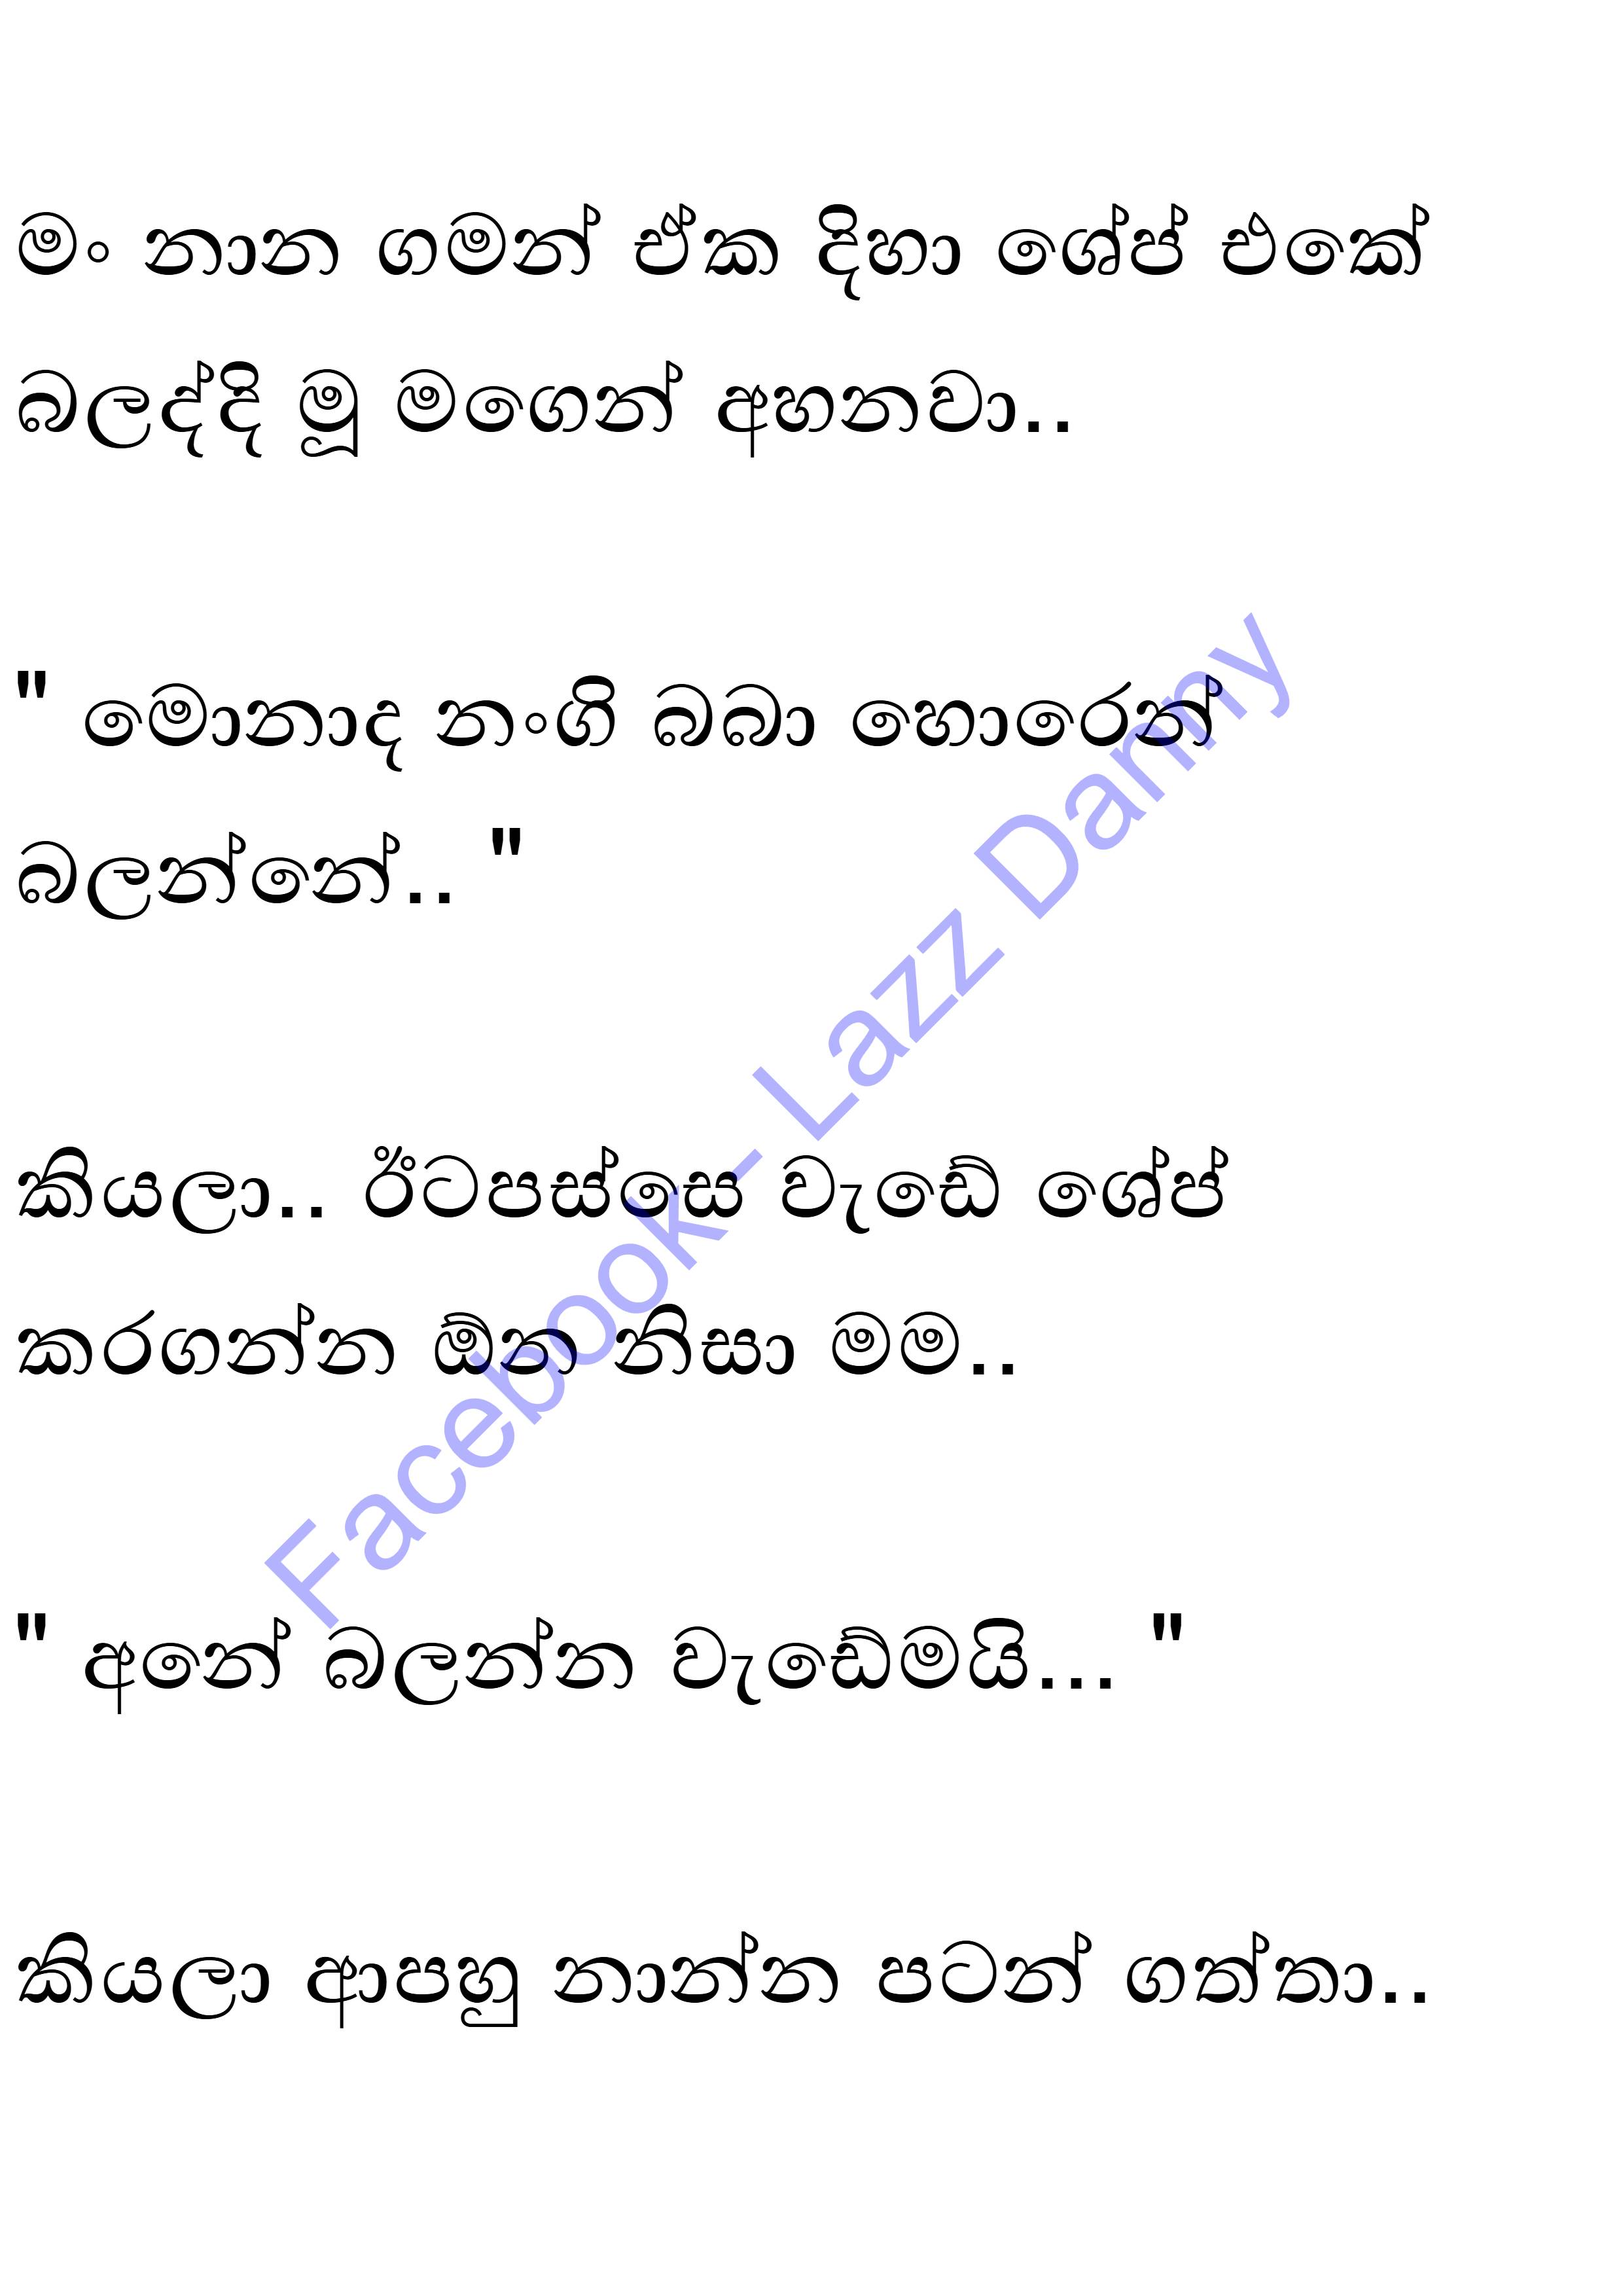 මං නාන ගමන් ඒක දිහා ශේප් එකේ
බලද්දි මූ මගෙන් අහනවා..
" මොනාද නංගි බබා හොරෙන්
බලන්නේ.. "
කියලා.. ඊටපස්සෙ වැඩේ ශේප්
කරගන්න ඕන නිසා මම..
" අනේ බලන්න වැඩේමයි... "
කියලා ආපහු නාන්න පටන් ගත්තා..
Facebook- Lazz Danny